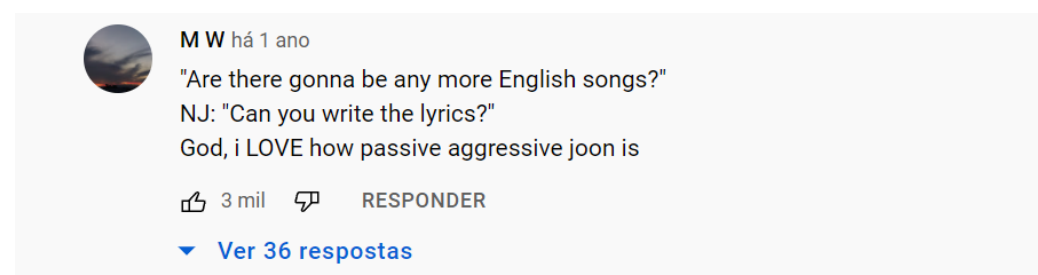 M W há 1 ano
"Are there gonna be any more English songs?"
NJ: "Can you write the lyrics?"
God, i LOVE how passive aggressive joon is
3 mil RESPONDER
Ver 36 respostas